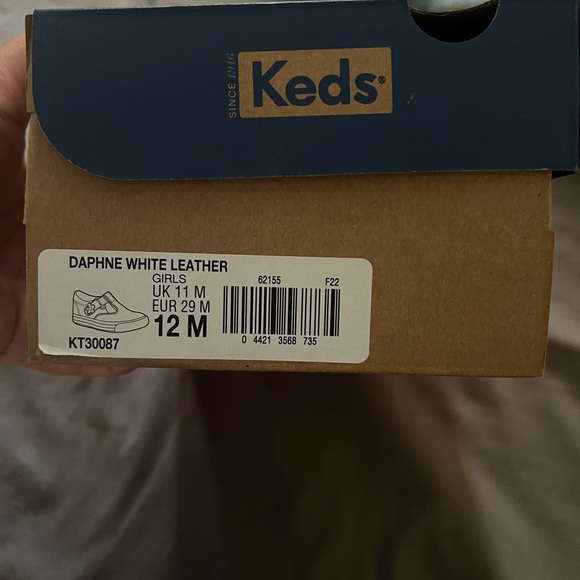 SINCE 1916
Keds®
DAPHNE WHITE LEATHER
GIRLS
UK 11 M
EUR 29 M
12 M
KT30087
62155 F22
0 4421 3568 735